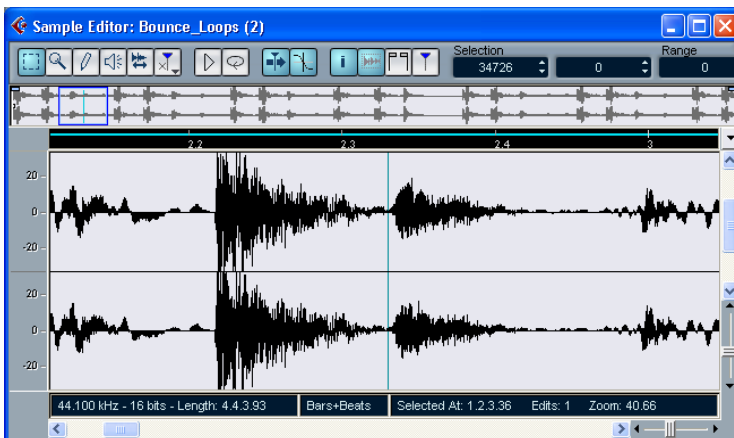 Sample Editor: Bounce_Loops (2)
Selection
Range
34726 0 0
2.2 2.3 2.4 3
20
0
-20
20
0
-20
44.100 kHz - 16 bits - Length: 4.4.3.93 Bars+Beats Selected At: 1.2.3.36 Edits: 1 Zoom: 40.66